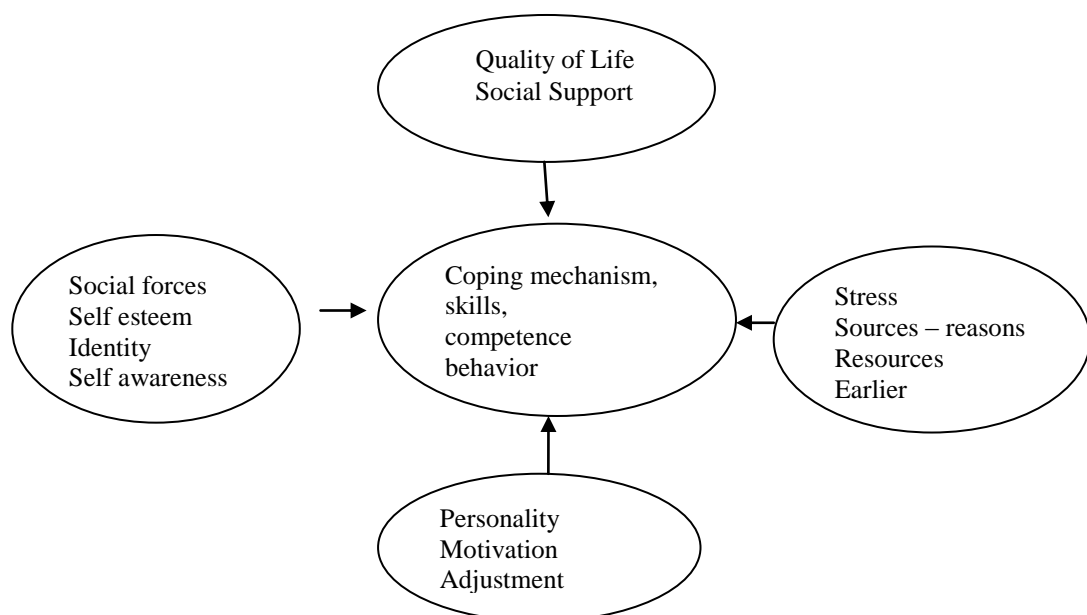 Quality of Life
Social Support
Social forces
Self esteem
Identity
Self awareness
Coping mechanism,
skills,
competence
behavior
Stress
Sources – reasons
Resources
Earlier
Personality
Motivation
Adjustment